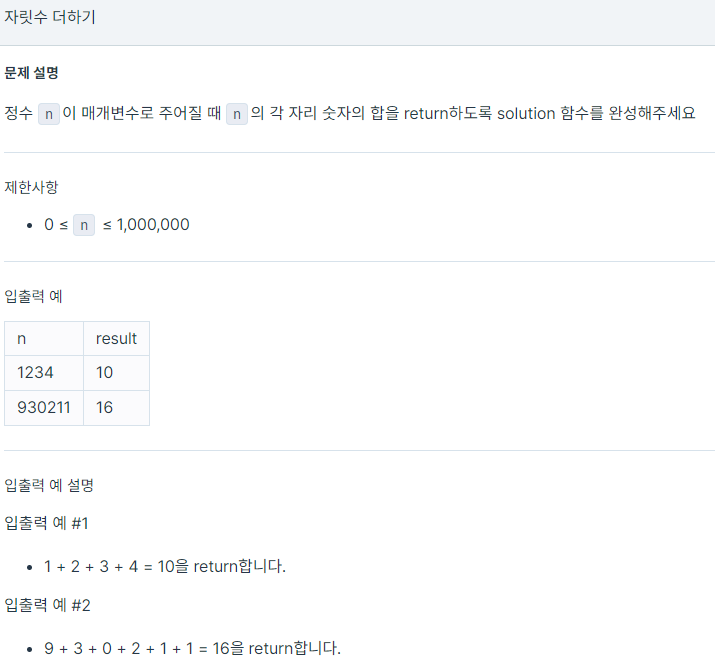 자릿수 더하기
문제 설명
정수 n 이 매개변수로 주어질 때 n 의 각 자리 숫자의 합을 return하도록 solution 함수를 완성해주세요
제한사항
• 0 ≤ n ≤ 1,000,000
입출력 예
n result
1234 10
930211 16
입출력 예 설명
입출력 예 #1
• 1 + 2 + 3 + 4 = 10을 return합니다.
입출력 예 #2
• 9 + 3 + 0 + 2 + 1 + 1 = 16을 return합니다.